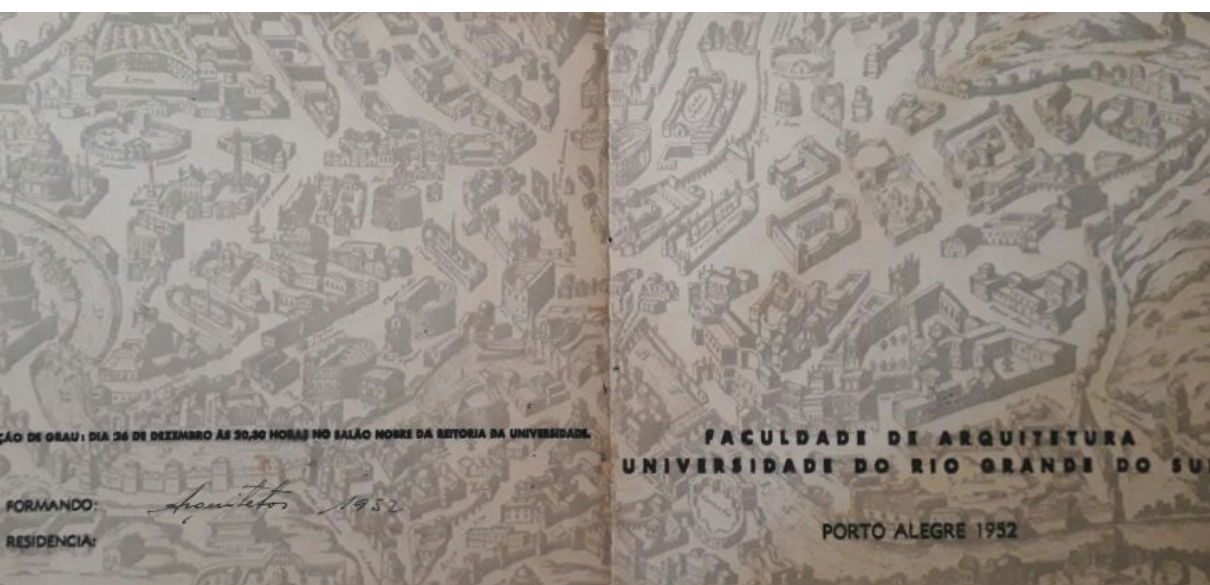 ÇÃO DE GRAU: DIA 26 DE DEZEMBRO ÀS 20,30 HORAS NO SALÃO NOBRE DA REITORIA DA UNIVERSIDADE.
FORMANDO: Arquitetos 1952
RESIDENCIA:
FACULDADE DE ARQUITETURA
UNIVERSIDADE DO RIO GRANDE DO SUL
PORTO ALEGRE 1952